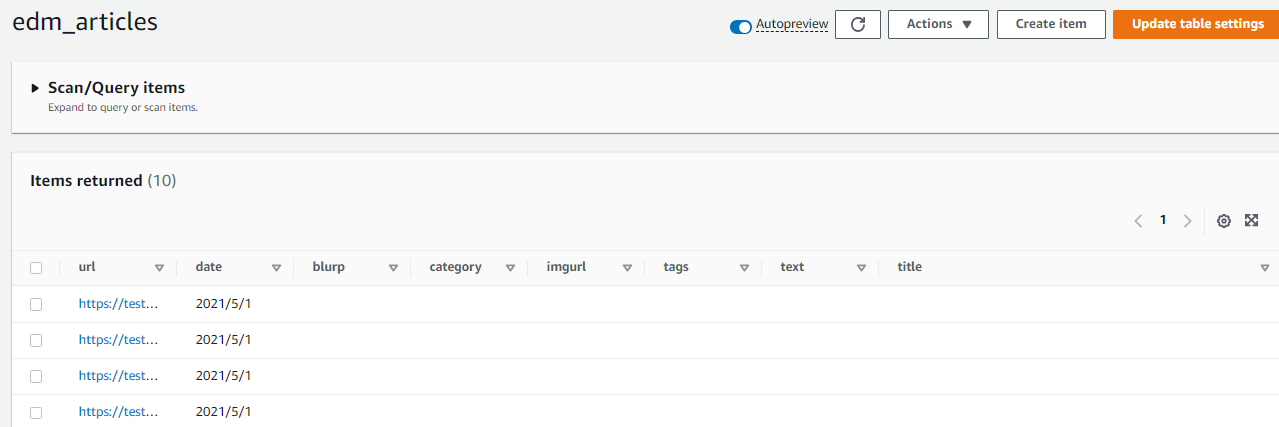 edm_articles
Autopreview Actions Create item Update table settings
Scan/Query items
Expand to query or scan items.
Items returned (10)
1
url date blurp category imgurl tags text title
https://test... 2021/5/1
https://test... 2021/5/1
https://test... 2021/5/1
https://test... 2021/5/1